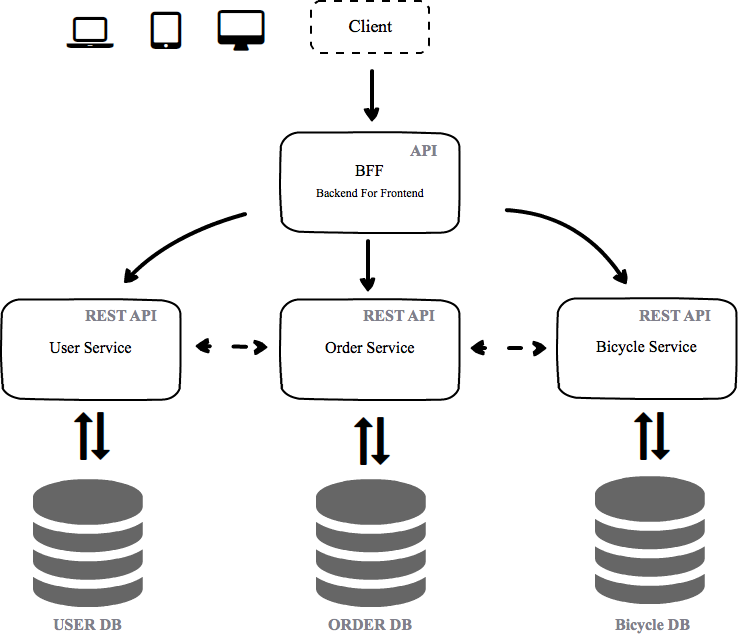 Client
API
BFF
Backend For Frontend
REST API
User Service
REST API
Order Service
REST API
Bicycle Service
USER DB
ORDER DB
Bicycle DB